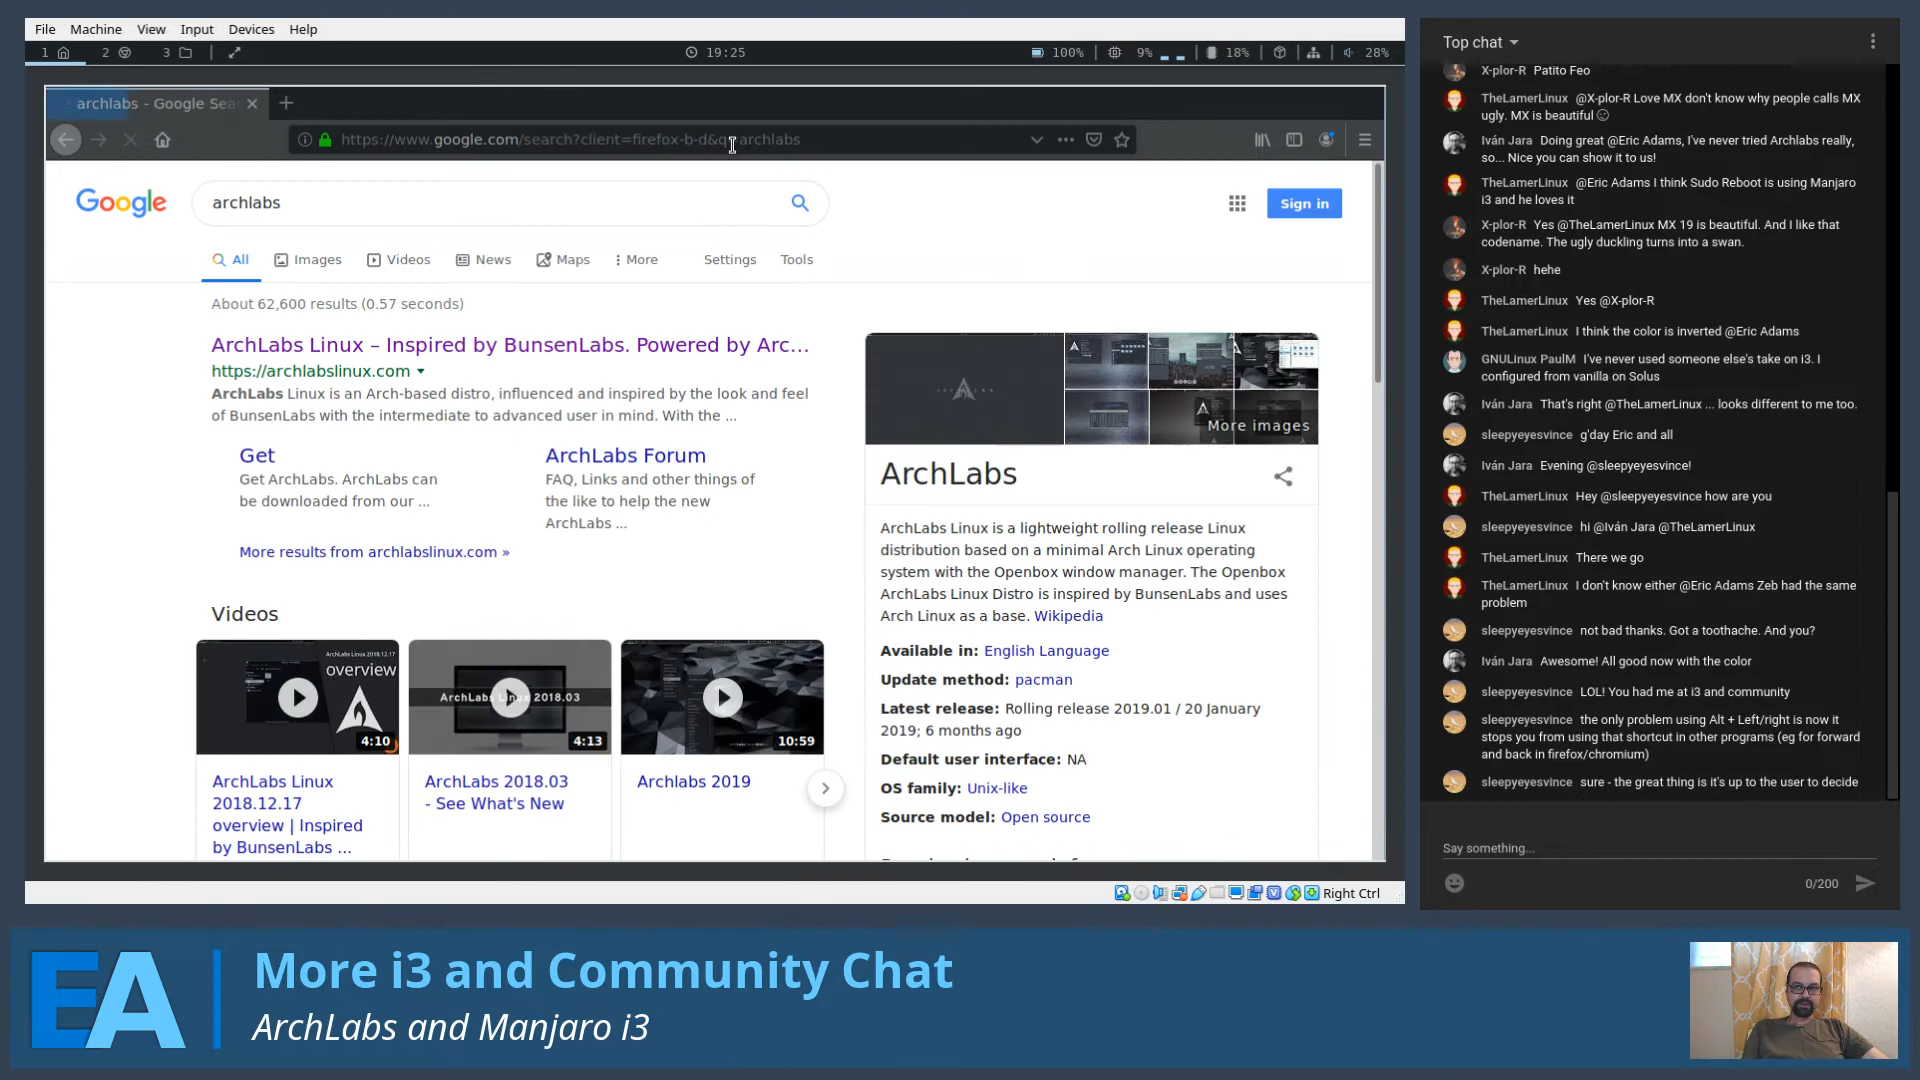 File Machine View Input Devices Help
1 2 3 19:25 100% 9% 18% 28%
archlabs - Google Sea
https://www.google.com/search?client=firefox-b-d&q=archlabs
Google archlabs Sign in
All Images Videos News Maps More Settings Tools
About 62,600 results (0.57 seconds)
ArchLabs Linux – Inspired by BunsenLabs. Powered by Arc...
https://archlabslinux.com
ArchLabs Linux is an Arch-based distro, influenced and inspired by the look and feel
of BunsenLabs with the intermediate to advanced user in mind. With the ...
Get
Get ArchLabs. ArchLabs can
be downloaded from our ...
ArchLabs Forum
FAQ, Links and other things of
the like to help the new
ArchLabs ...
More results from archlabslinux.com »
Videos
ArchLabs Linux 2018.12.17
overview
4:10
ArchLabs Linux 2018.03
4:13
10:59
ArchLabs Linux
2018.12.17
overview | Inspired
by BunsenLabs ...
ArchLabs 2018.03
- See What's New
Archlabs 2019
More images
ArchLabs
ArchLabs Linux is a lightweight rolling release Linux
distribution based on a minimal Arch Linux operating
system with the Openbox window manager. The Openbox
ArchLabs Linux Distro is inspired by BunsenLabs and uses
Arch Linux as a base. Wikipedia
Available in: English Language
Update method: pacman
Latest release: Rolling release 2019.01 / 20 January
2019; 6 months ago
Default user interface: NA
OS family: Unix-like
Source model: Open source
Right Ctrl
Top chat
X-plor-R Patito Feo
TheLamerLinux @X-plor-R Love MX don't know why people calls MX
ugly. MX is beautiful
Iván Jara Doing great @Eric Adams, I've never tried Archlabs really,
so... Nice you can show it to us!
TheLamerLinux @Eric Adams I think Sudo Reboot is using Manjaro
i3 and he loves it
X-plor-R Yes @TheLamerLinux MX 19 is beautiful. And I like that
codename. The ugly duckling turns into a swan.
X-plor-R hehe
TheLamerLinux Yes @X-plor-R
TheLamerLinux I think the color is inverted @Eric Adams
GNULinux PaulM I've never used someone else's take on i3. I
configured from vanilla on Solus
Iván Jara That's right @TheLamerLinux ... looks different to me too.
sleepyeyesvince g'day Eric and all
Iván Jara Evening @sleepyeyesvince!
TheLamerLinux Hey @sleepyeyesvince how are you
sleepyeyesvince hi @Iván Jara @TheLamerLinux
TheLamerLinux There we go
TheLamerLinux I don't know either @Eric Adams Zeb had the same
problem
sleepyeyesvince not bad thanks. Got a toothache. And you?
Iván Jara Awesome! All good now with the color
sleepyeyesvince LOL! You had me at i3 and community
sleepyeyesvince the only problem using Alt + Left/right is now it
stops you from using that shortcut in other programs (eg for forward
and back in firefox/chromium)
sleepyeyesvince sure - the great thing is it's up to the user to decide
Say something...
0/200
EA
More i3 and Community Chat
ArchLabs and Manjaro i3